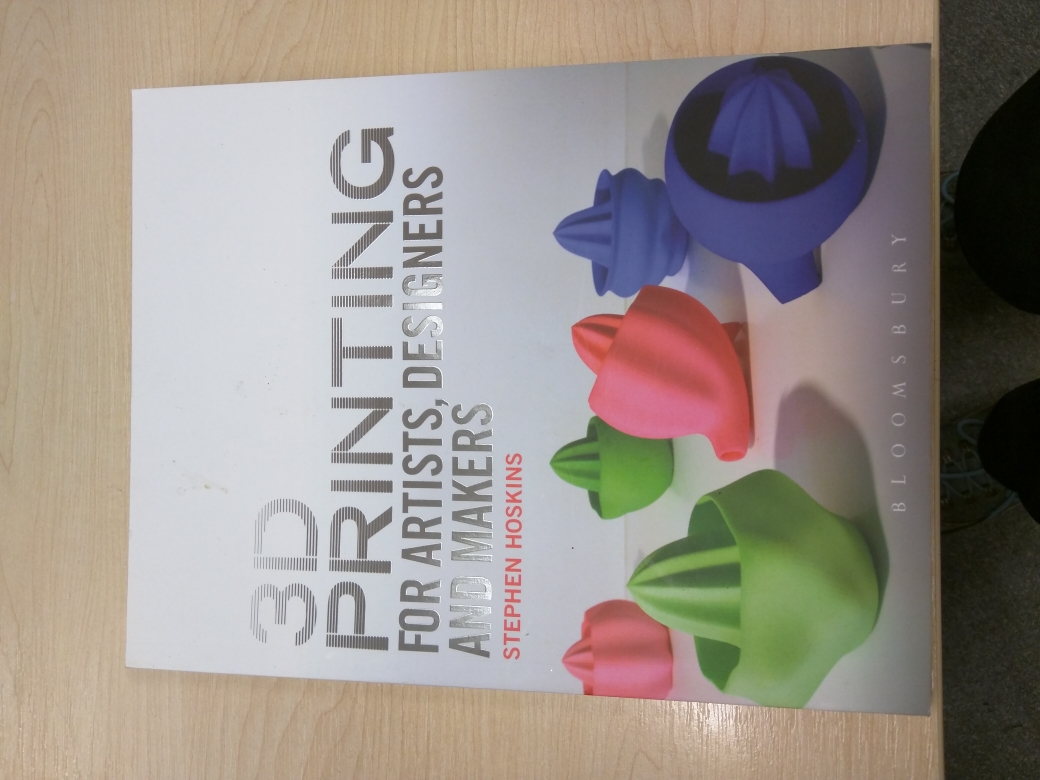 3D
PRINTING
FOR ARTISTS, DESIGNERS
AND MAKERS
STEPHEN HOSKINS
BLOOMSBURY